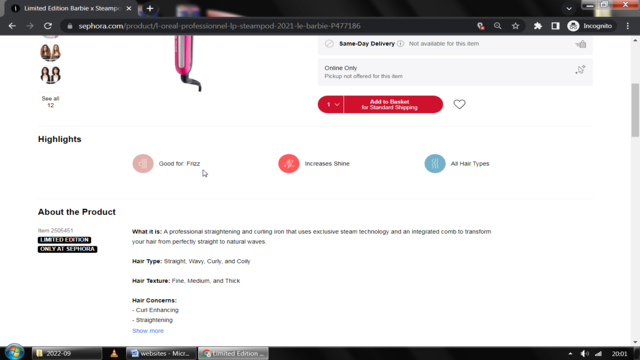 Limited Edition Barbie x Steampo
sephora.com/product/l-oreal-professionnel-lp-steampod-2021-le-barbie-P477186
Incognito
Same-Day Delivery Not available for this item
Online Only
Pickup not offered for this item
See all
12
1
Add to Basket
for Standard Shipping
Highlights
Good for: Frizz
Increases Shine
All Hair Types
About the Product
Item 2505451
LIMITED EDITION
ONLY AT SEPHORA
What it is: A professional straightening and curling iron that uses exclusive steam technology and an integrated comb to transform
your hair from perfectly straight to natural waves.
Hair Type: Straight, Wavy, Curly, and Coily
Hair Texture: Fine, Medium, and Thick
Hair Concerns:
- Curl Enhancing
- Straightening
Show more
2022-09
websites - Micr...
Limited Edition ...
20:01